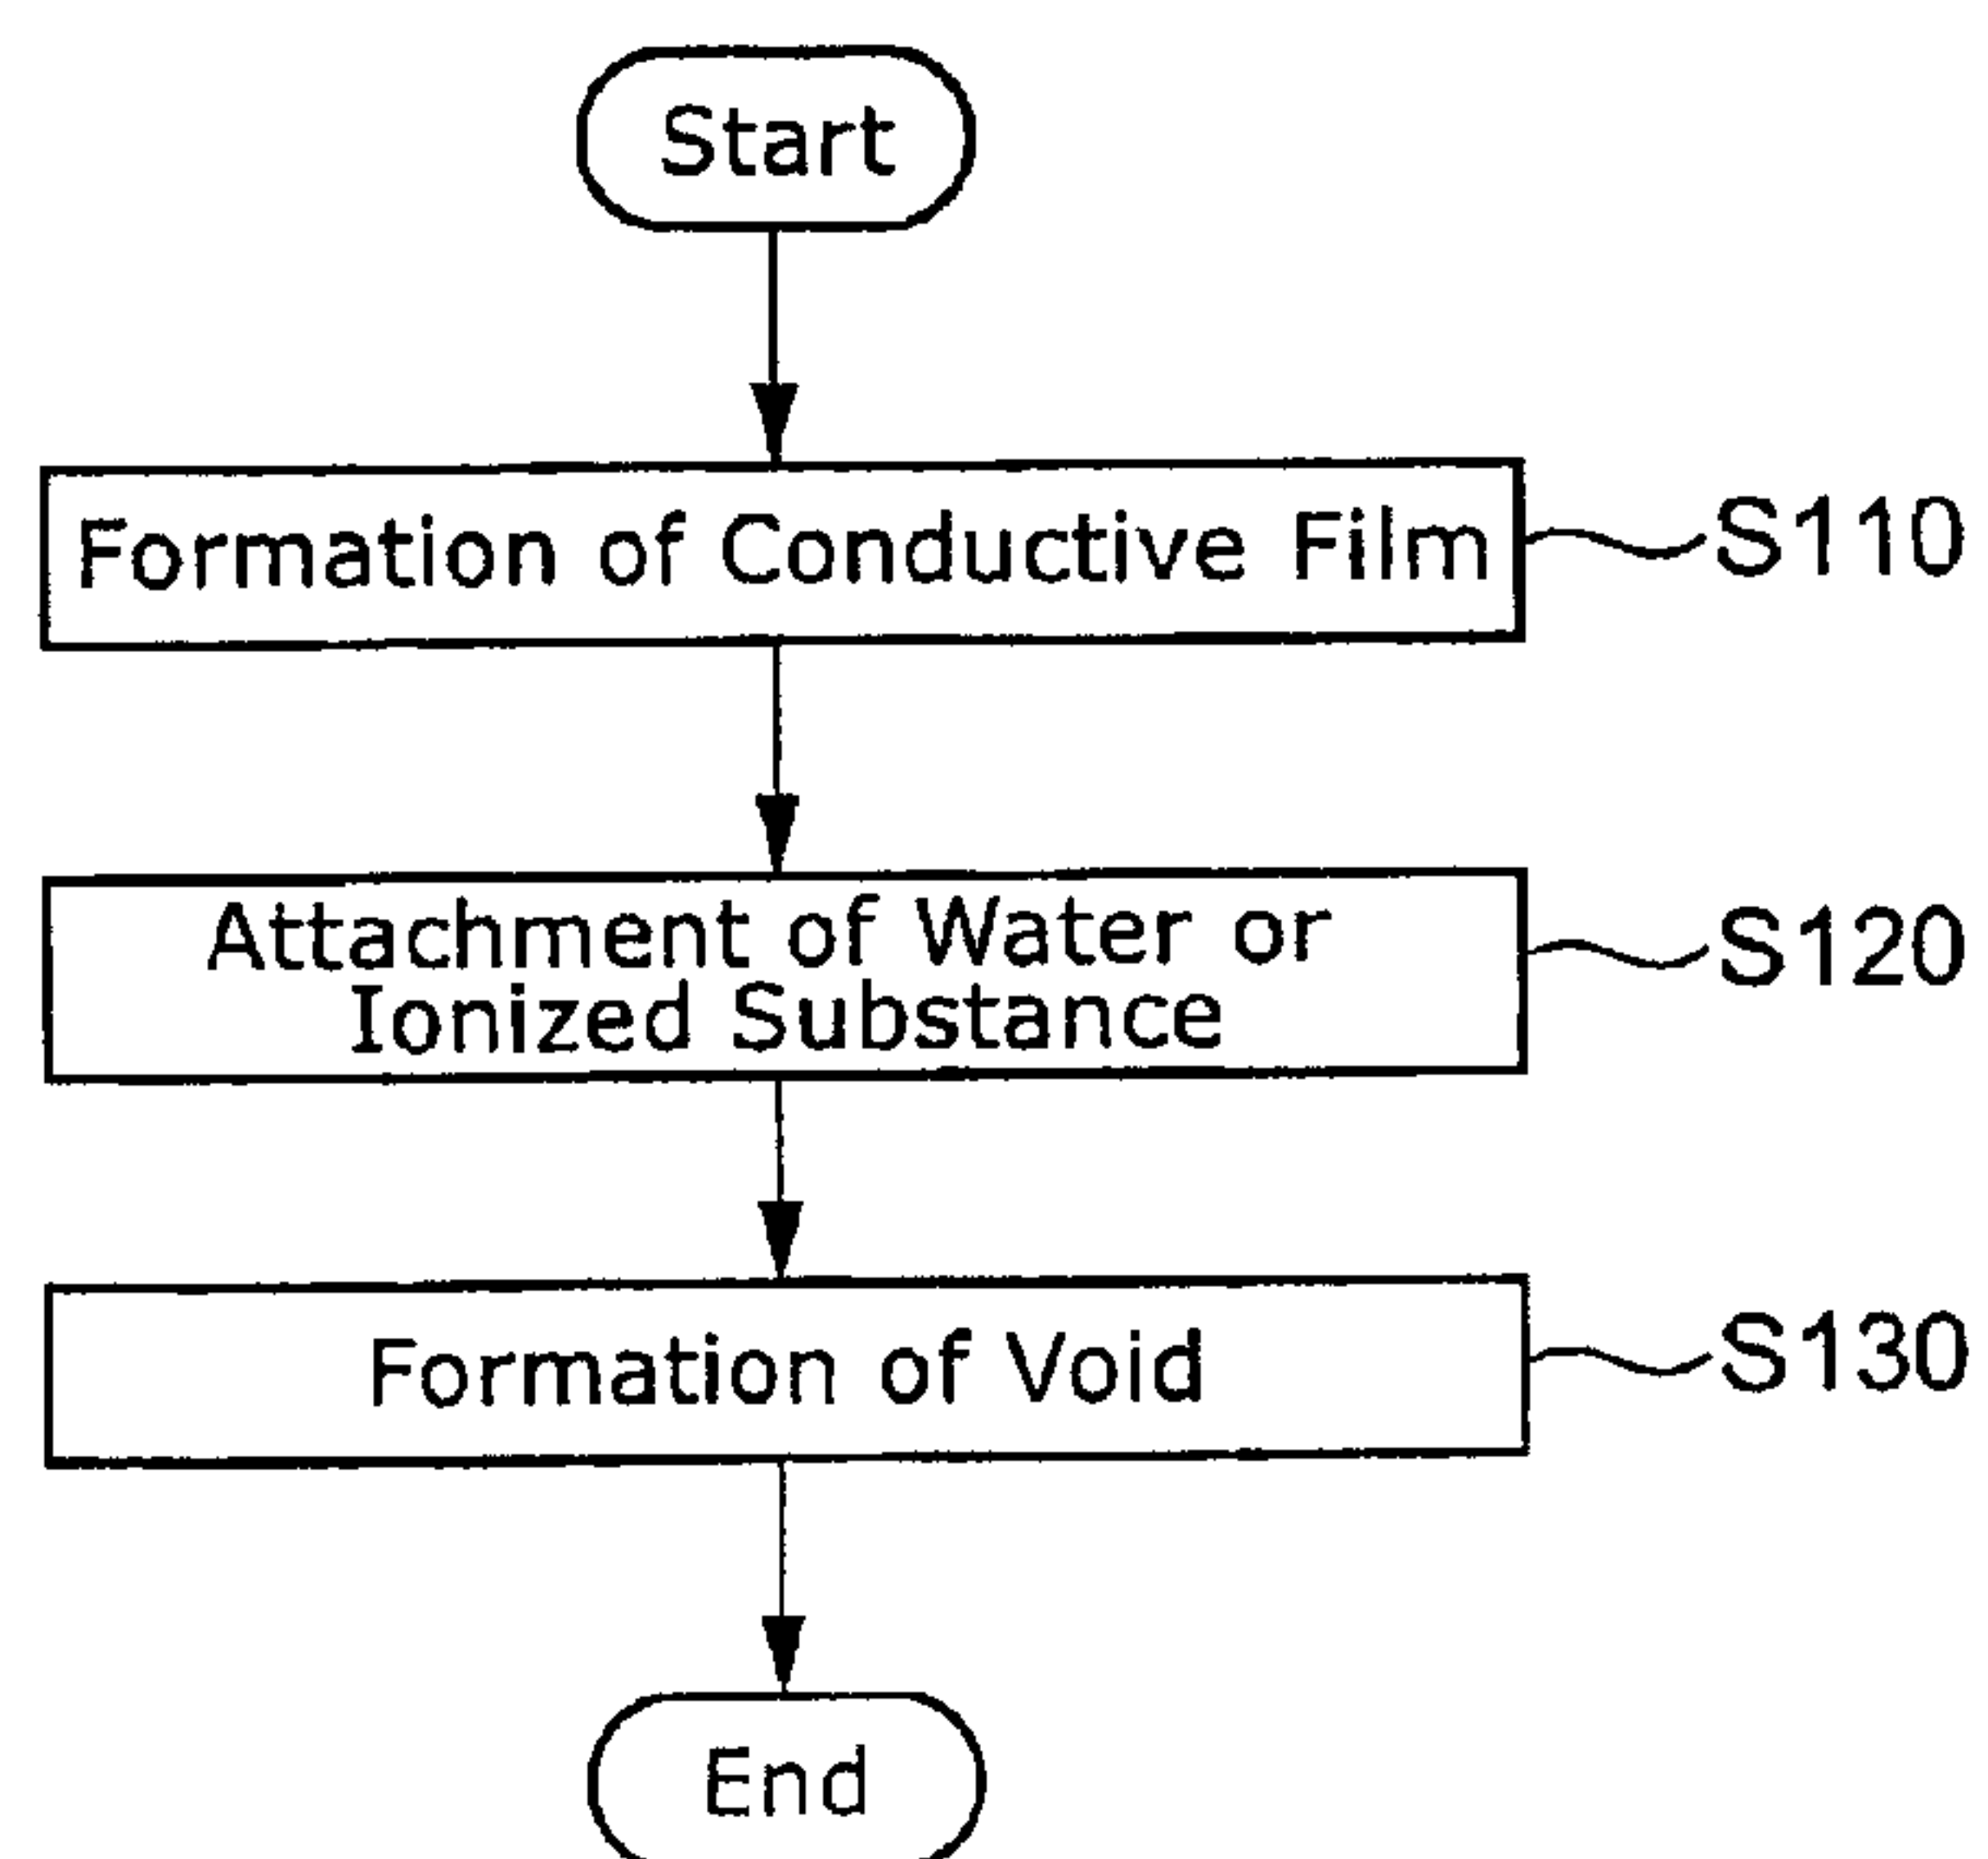 Start
Formation of Conductive Film
S110
Attachment of Water or
Ionized Substance
S120
Formation of Void
S130
End